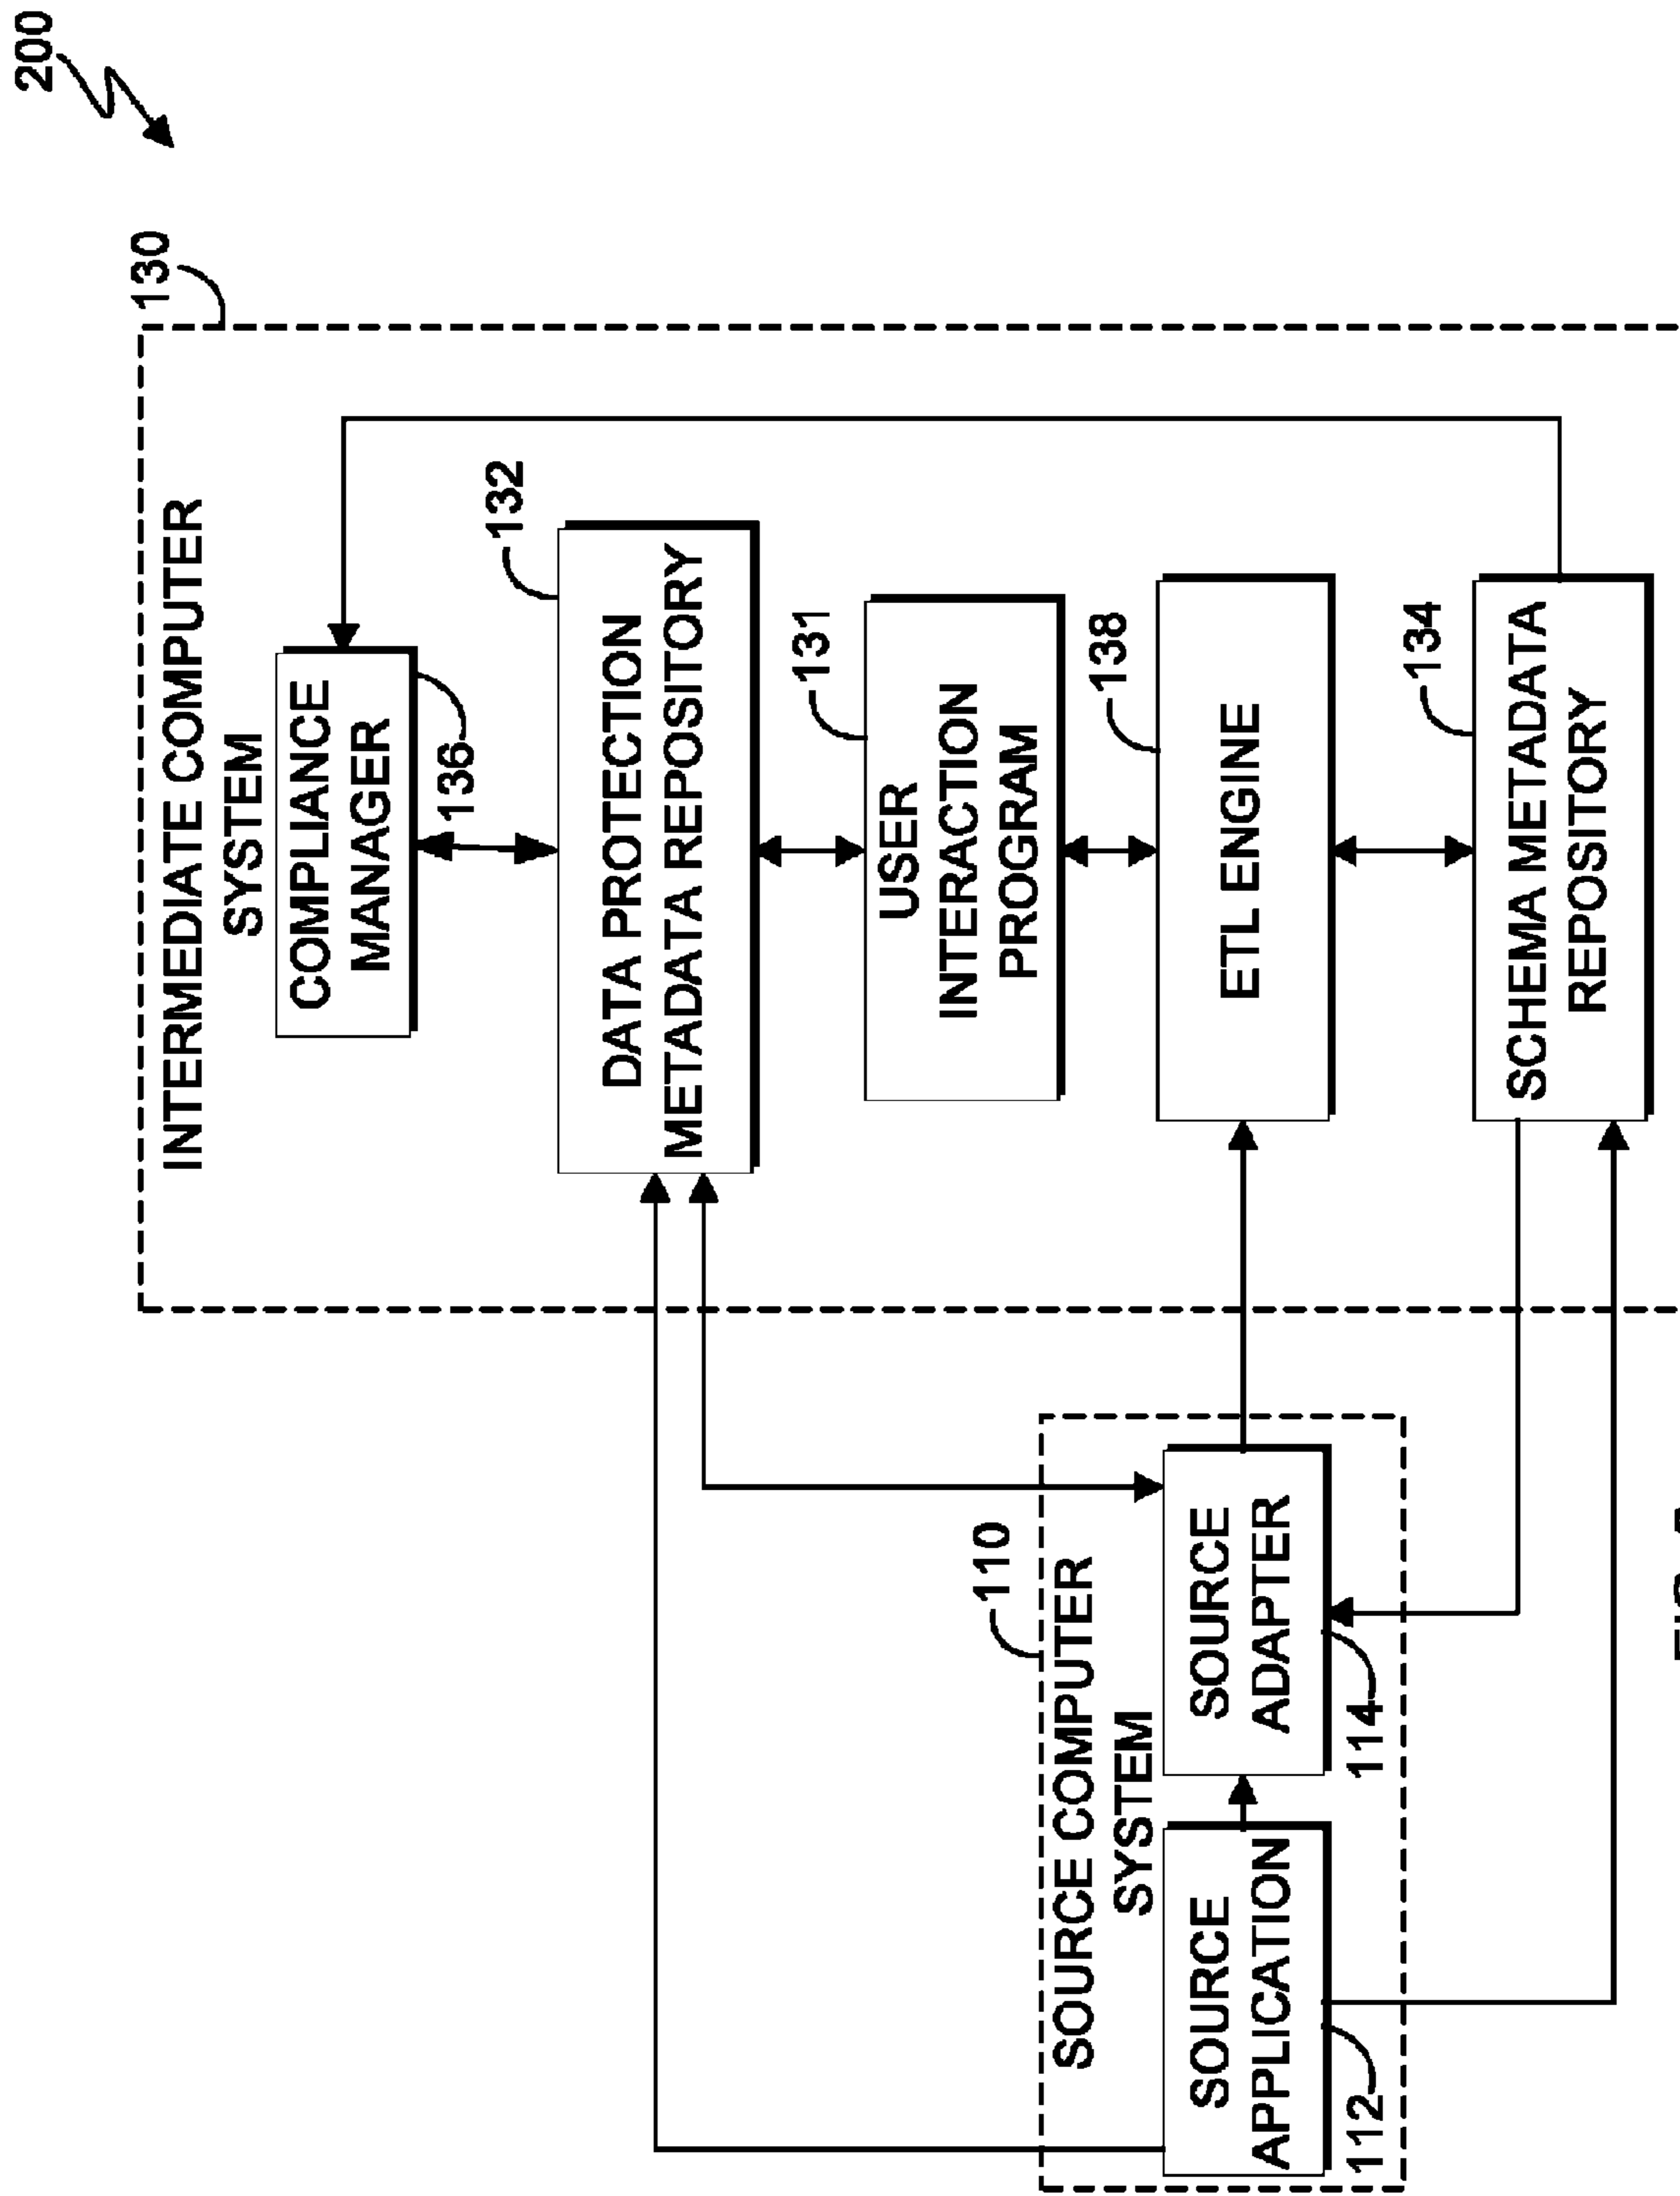 200
130
INTERMEDIATE COMPUTER
SYSTEM
COMPLIANCE
MANAGER
136
132
DATA PROTECTION
METADATA REPOSITORY
131
USER
INTERACTION
PROGRAM
138
ETL ENGINE
134
SCHEMA METADATA
REPOSITORY
110
SOURCE COMPUTER
SYSTEM
SOURCE
ADAPTER
114
SOURCE
APPLICATION
112